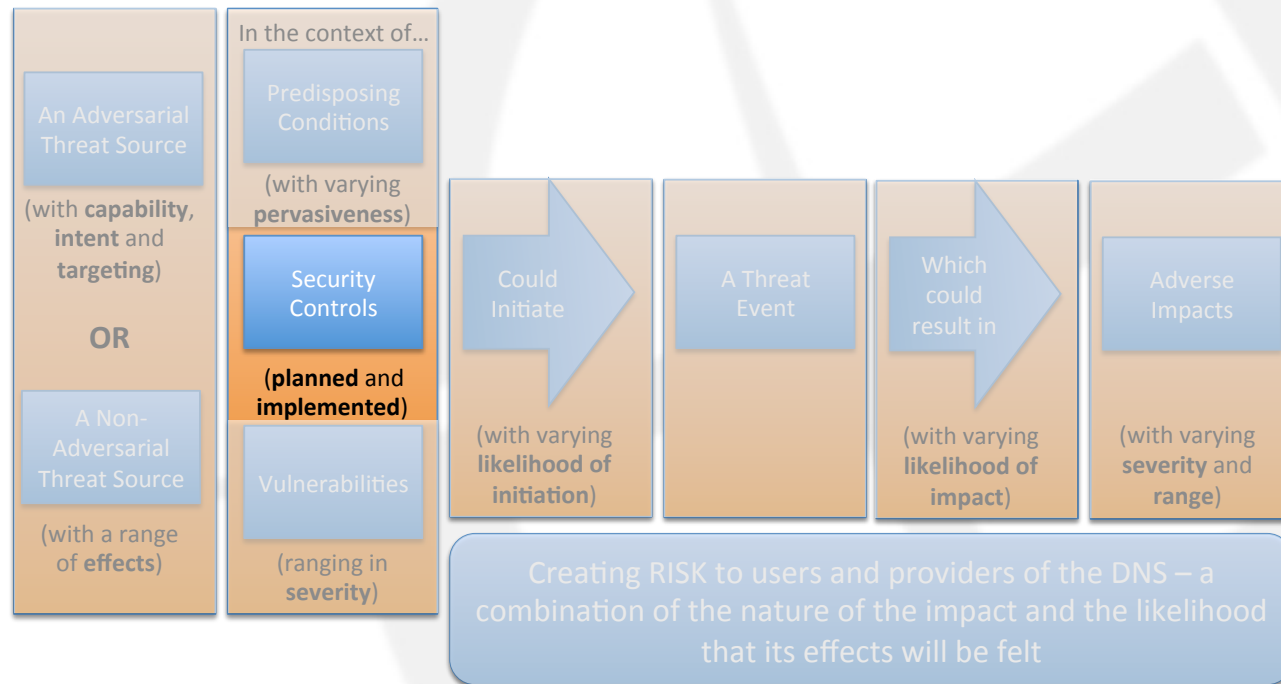 An Adversarial
Threat Source
(with capability,
intent and
targeting)
OR
A Non-
Adversarial
Threat Source
(with a range
of effects)
In the context of…
Predisposing
Conditions
(with varying
pervasiveness)
Security
Controls
(planned and
implemented)
Vulnerabilities
(ranging in
severity)
Could
Initiate
(with varying
likelihood of
initiation)
A Threat
Event
Which
could
result in
(with varying
likelihood of
impact)
Adverse
Impacts
(with varying
severity and
range)
Creating RISK to users and providers of the DNS – a
combination of the nature of the impact and the likelihood
that its effects will be felt